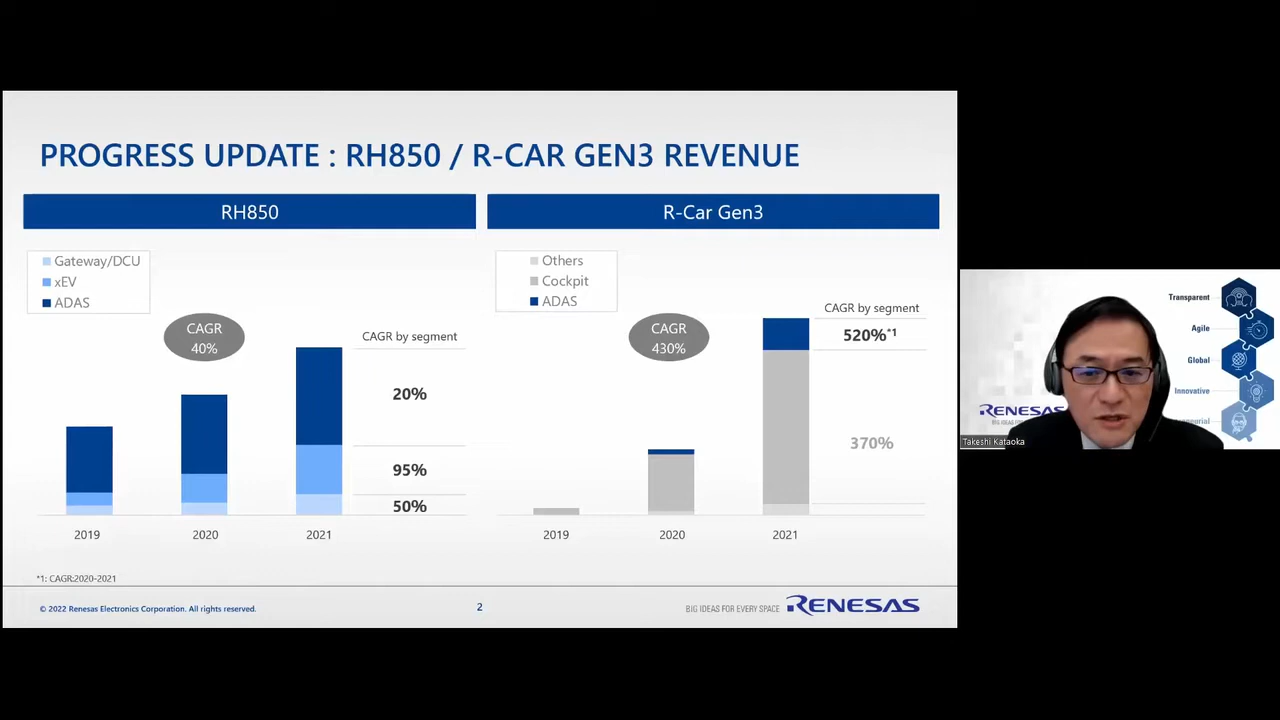 PROGRESS UPDATE : RH850 / R-CAR GEN3 REVENUE
RH850
Gateway/DCU
xEV
ADAS
CAGR
40%
CAGR by segment
20%
95%
50%
2019
2020
2021
R-Car Gen3
Others
Cockpit
ADAS
CAGR
430%
CAGR by segment
520%*1
370%
2019
2020
2021
*1: CAGR:2020-2021
© 2022 Renesas Electronics Corporation. All rights reserved.
2
BIG IDEAS FOR EVERY SPACE RENESAS
Transparent
Agile
Global
Innovative
RENESAS
BIG IDEAS FOR
Takeshi Kataoka